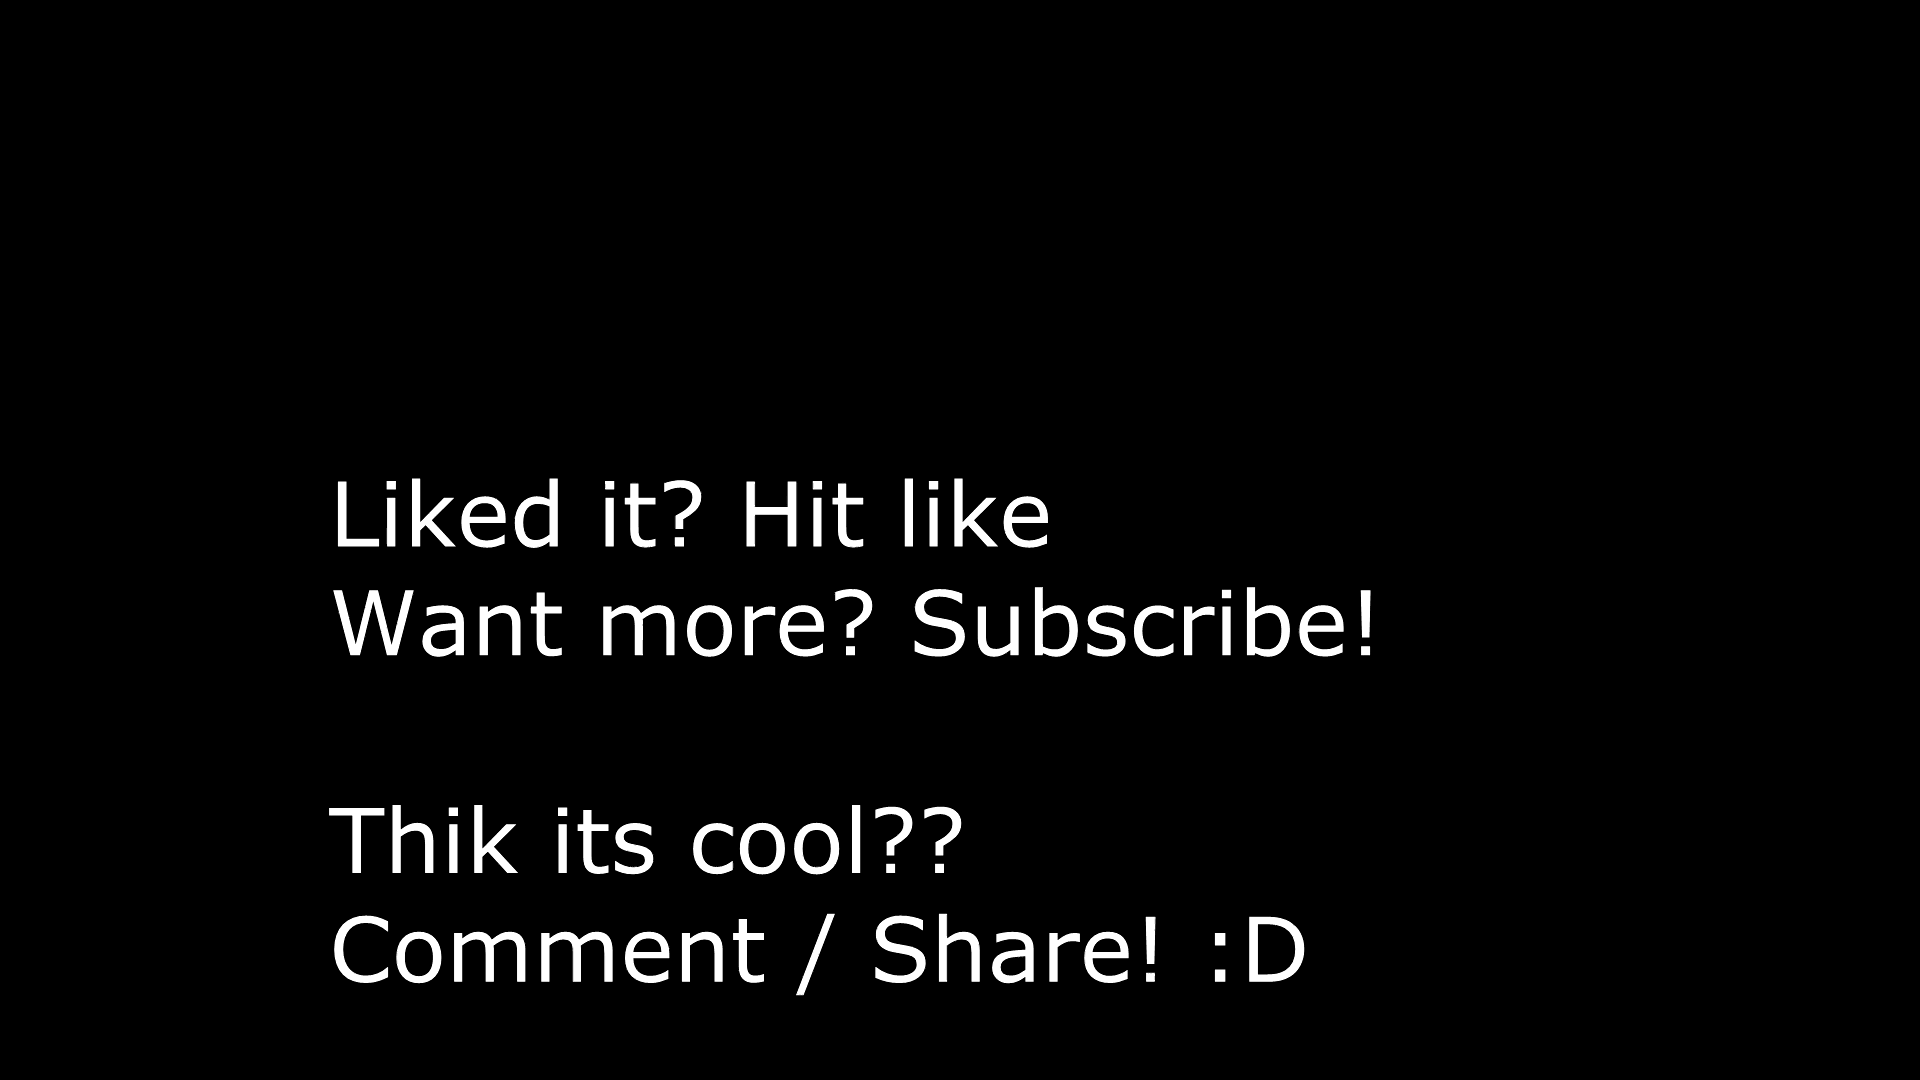 Liked it? Hit like
Want more? Subscribe!
Thik its cool??
Comment / Share! :D